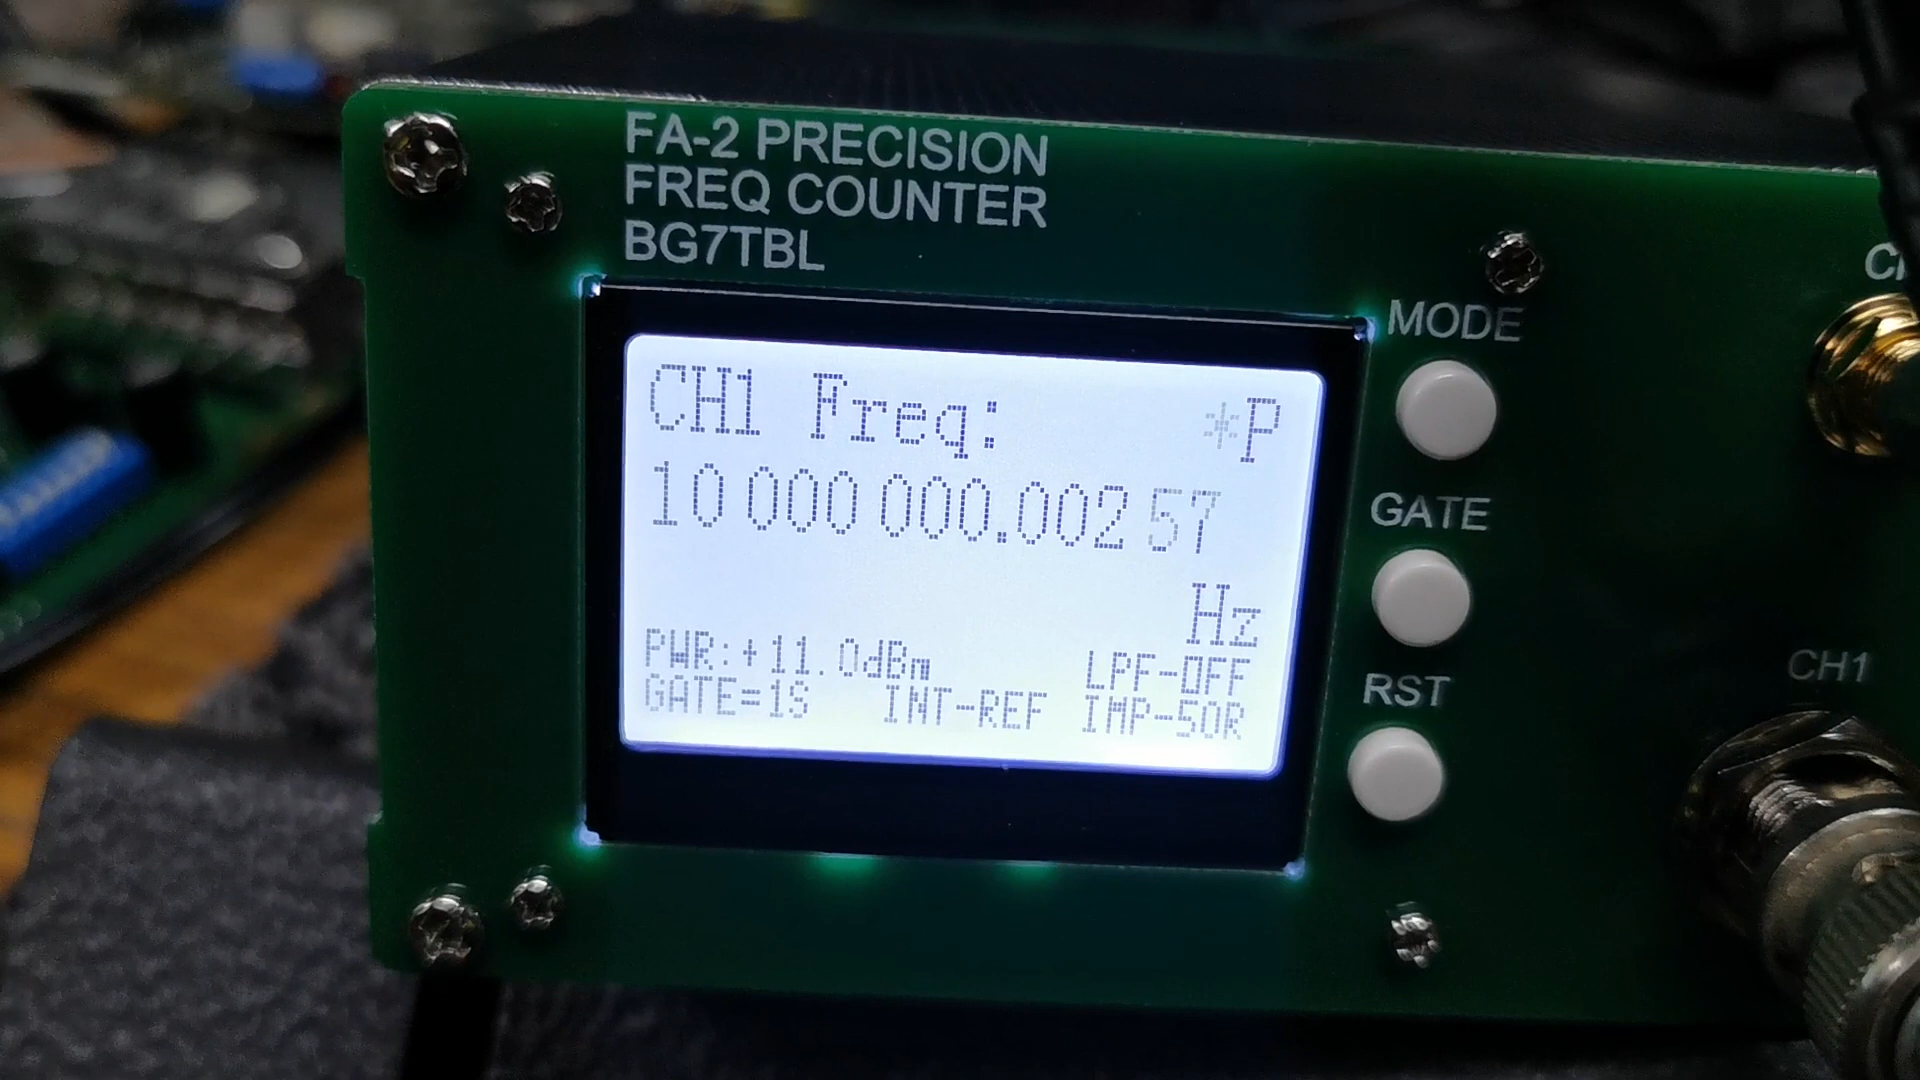 FA-2 PRECISION
FREQ COUNTER
BG7TBL
MODE
CH1 Freq: *P
10 000 000.002 57
GATE
Hz
PWR:+11.0dBm LPF-OFF
GATE=1S INT-REF IMP-50R
RST
CH1